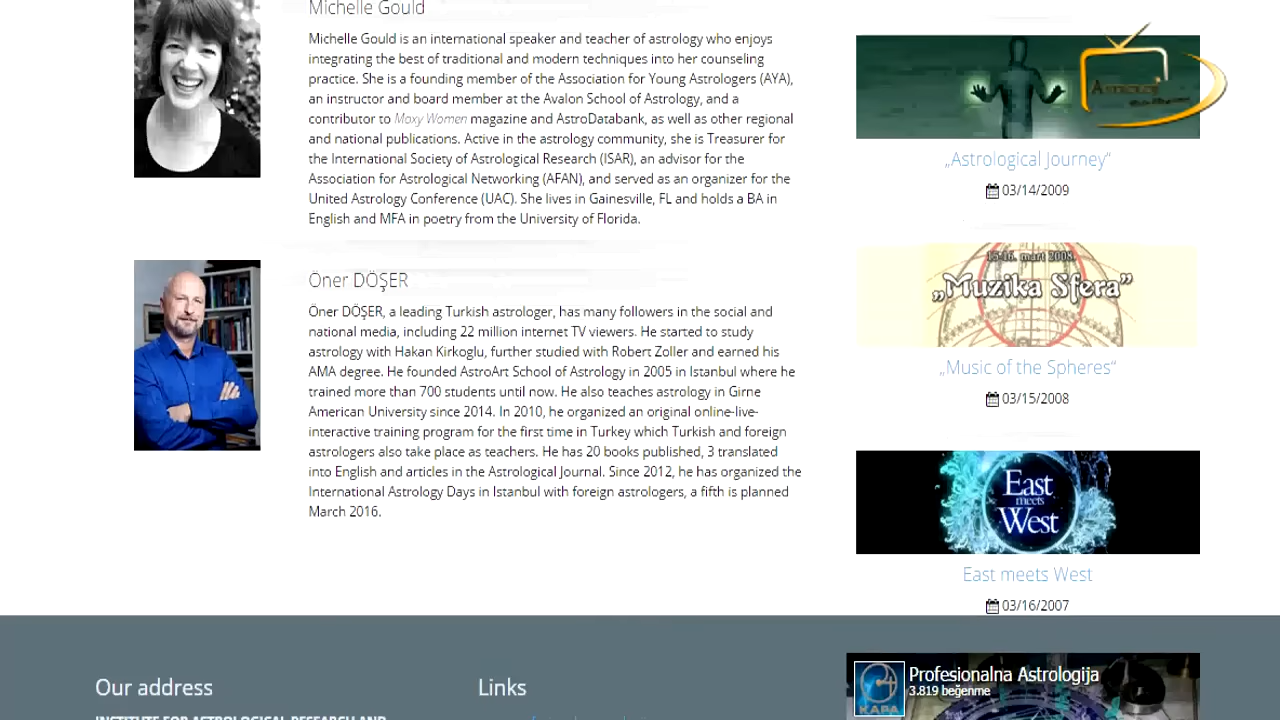 Michelle Gould
Michelle Gould is an international speaker and teacher of astrology who enjoys
integrating the best of traditional and modern techniques into her counseling
practice. She is a founding member of the Association for Young Astrologers (AYA),
an instructor and board member at the Avalon School of Astrology, and a
contributor to Moxy Women magazine and AstroDatabank, as well as other regional
and national publications. Active in the astrology community, she is Treasurer for
the International Society of Astrological Research (ISAR), an advisor for the
Association for Astrological Networking (AFAN), and served as an organizer for the
United Astrology Conference (UAC). She lives in Gainesville, FL and holds a BA in
English and MFA in poetry from the University of Florida.
Öner DÖŞER
Öner DÖŞER, a leading Turkish astrologer, has many followers in the social and
national media, including 22 million internet TV viewers. He started to study
astrology with Hakan Kirkoglu, further studied with Robert Zoller and earned his
AMA degree. He founded AstroArt School of Astrology in 2005 in Istanbul where he
trained more than 700 students until now. He also teaches astrology in Girne
American University since 2014. In 2010, he organized an original online-live-
interactive training program for the first time in Turkey which Turkish and foreign
astrologers also take place as teachers. He has 20 books published, 3 translated
into English and articles in the Astrological Journal. Since 2012, he has organized the
International Astrology Days in Istanbul with foreign astrologers, a fifth is planned
March 2016.
„Astrological Journey“
03/14/2009
15-16. mart 2008.
„Muzika Sfera”
„Music of the Spheres“
03/15/2008
East
meets
West
East meets West
03/16/2007
Our address
INSTITUTE FOR ASTROLOGICAL RESEARCH AND
Links
Profesionalna Astrologija
3.819 beğenme
KAPA